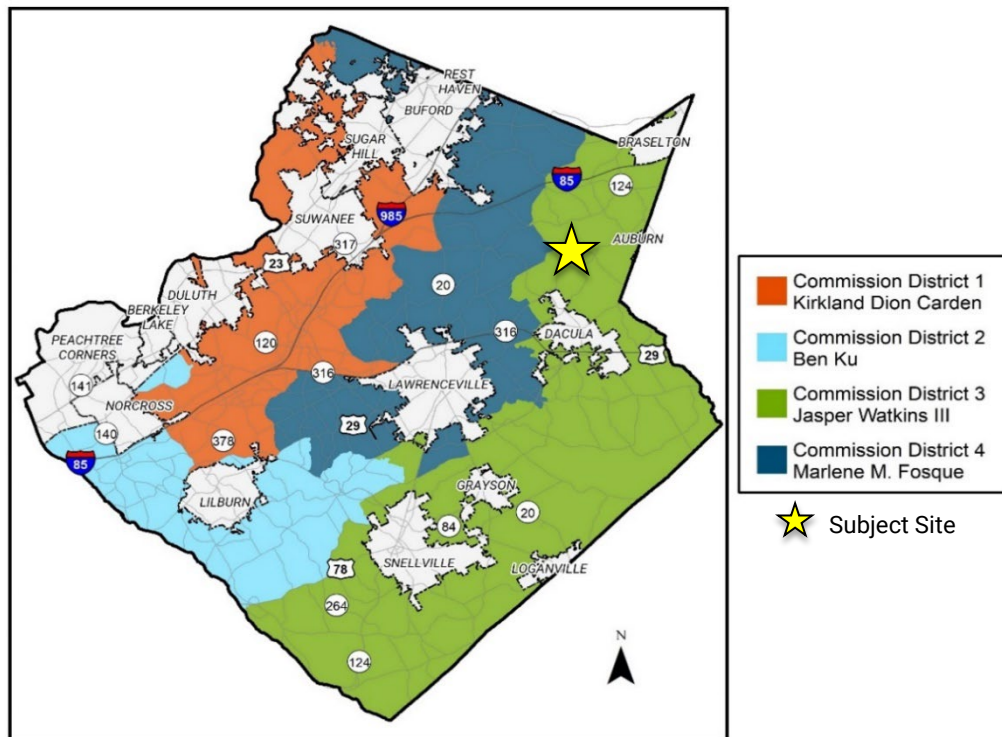 REST
HAVEN
BUFORD
BRASELTON
SUGAR
HILL
85
124
SUWANEE
985
AUBURN
317
23
DULUTH
20
BERKELEY
LAKE
PEACHTREE
CORNERS
120
316
DACULA
29
141
316
LAWRENCEVILLE
NORCROSS
29
140
378
85
LILBURN
GRAYSON
84
20
SNELLVILLE
78
LOGANVILLE
264
124
N
Commission District 1
Kirkland Dion Carden
Commission District 2
Ben Ku
Commission District 3
Jasper Watkins III
Commission District 4
Marlene M. Fosque
Subject Site